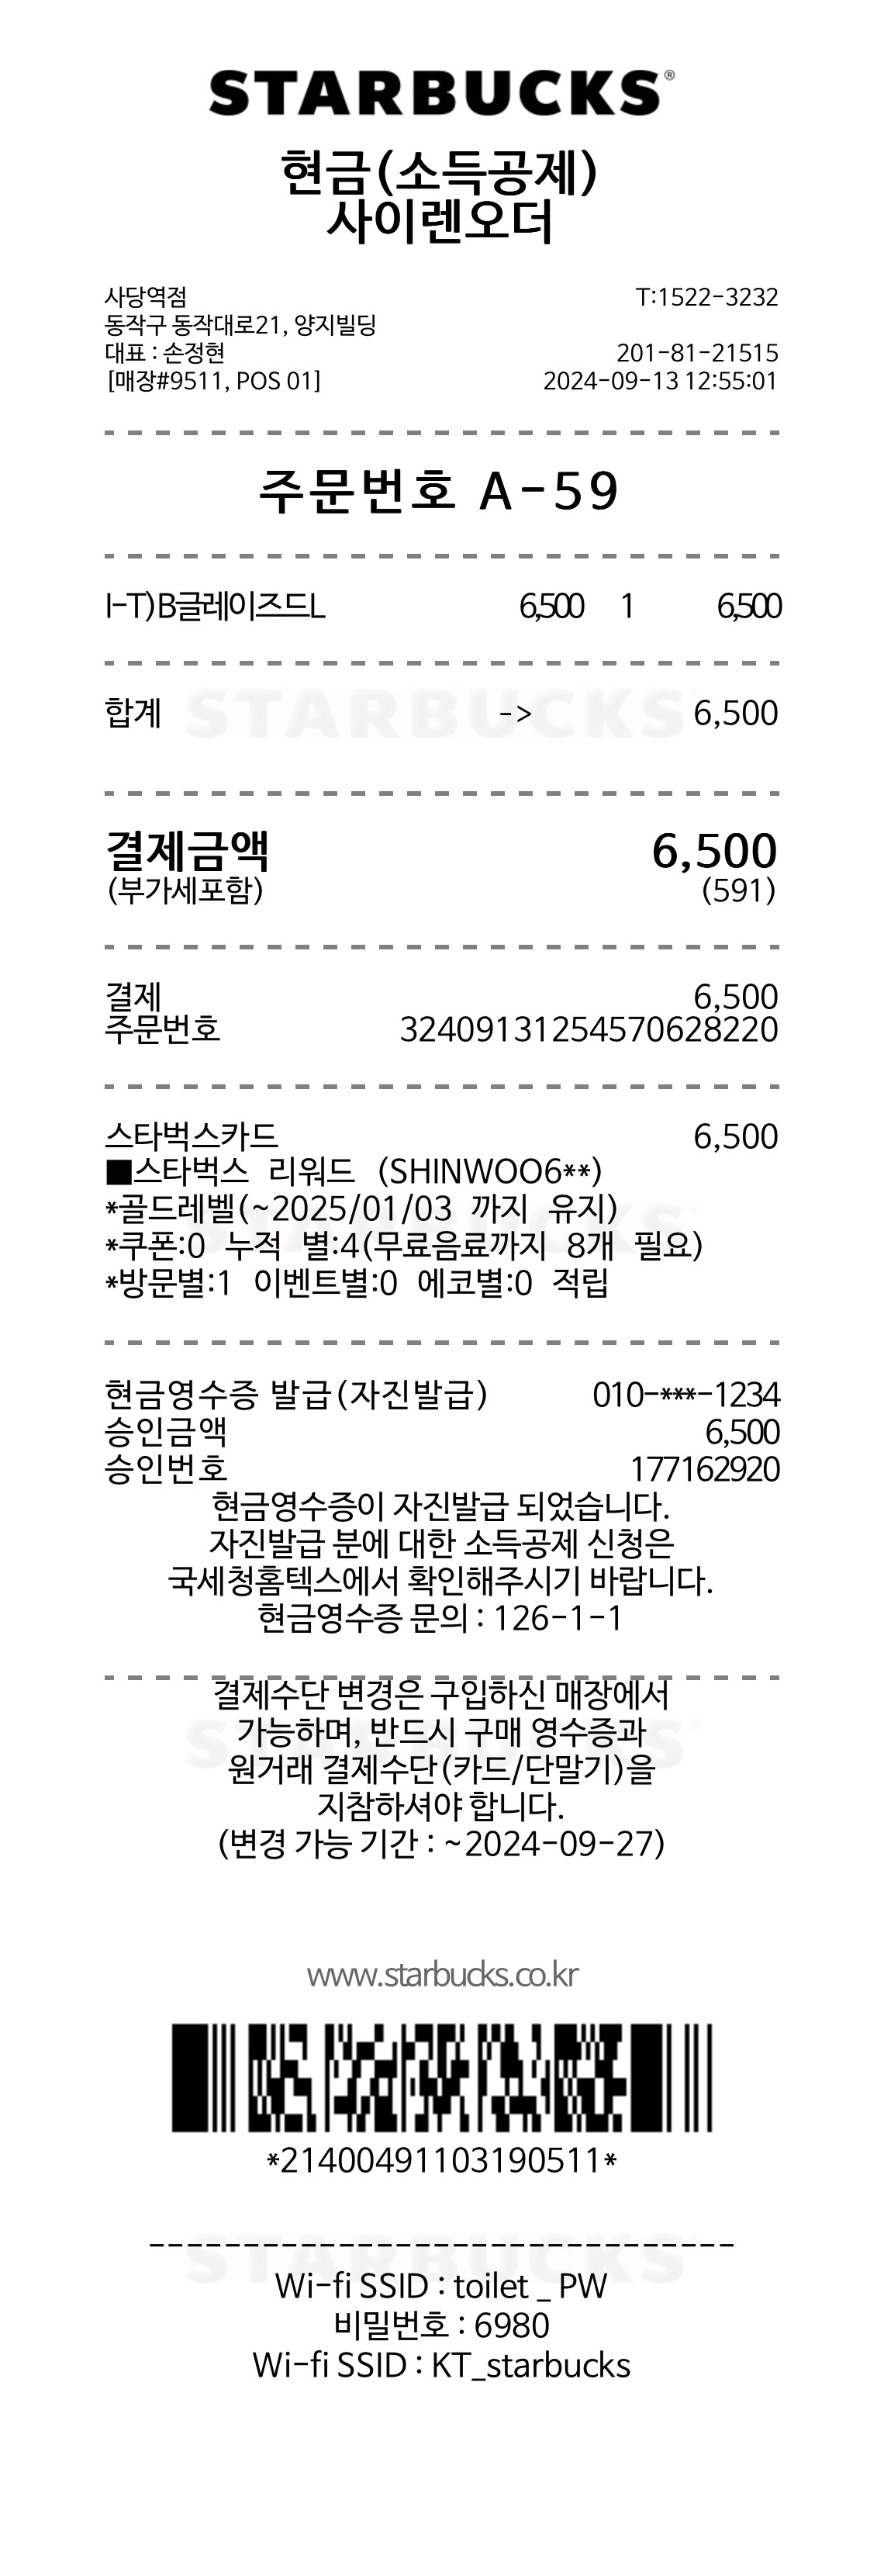 STARBUCKS®
현금(소득공제)
사이렌오더
사당역점 T:1522-3232
동작구 동작대로21, 양지빌딩
대표 : 손정현 201-81-21515
[매장#9511, POS 01] 2024-09-13 12:55:01
주문번호 A-59
I-T)B글레이즈드L 6,500 1 6,500
STARBUCKS
합계 -> 6,500
결제금액 6,500
(부가세포함) (591)
결제 6,500
주문번호 32409131254570628220
스타벅스카드 6,500
■스타벅스 리워드 (SHINWOO6**)
*골드레벨(~2025/01/03 까지 유지)
STARBUCKS
*쿠폰:0 누적 별:4(무료음료까지 8개 필요)
*방문별:1 이벤트별:0 에코별:0 적립
현금영수증 발급(자진발급) 010-***-1234
승인금액 6,500
승인번호 177162920
현금영수증이 자진발급 되었습니다.
자진발급 분에 대한 소득공제 신청은
국세청홈텍스에서 확인해주시기 바랍니다.
현금영수증 문의 : 126-1-1
결제수단 변경은 구입하신 매장에서
가능하며, 반드시 구매 영수증과
STARBUCKS
원거래 결제수단(카드/단말기)을
지참하셔야 합니다.
(변경 가능 기간 : ~2024-09-27)
www.starbucks.co.kr
*21400491103190511*
STARBUCKS
Wi-fi SSID : toilet _ PW
비밀번호 : 6980
Wi-fi SSID : KT_starbucks